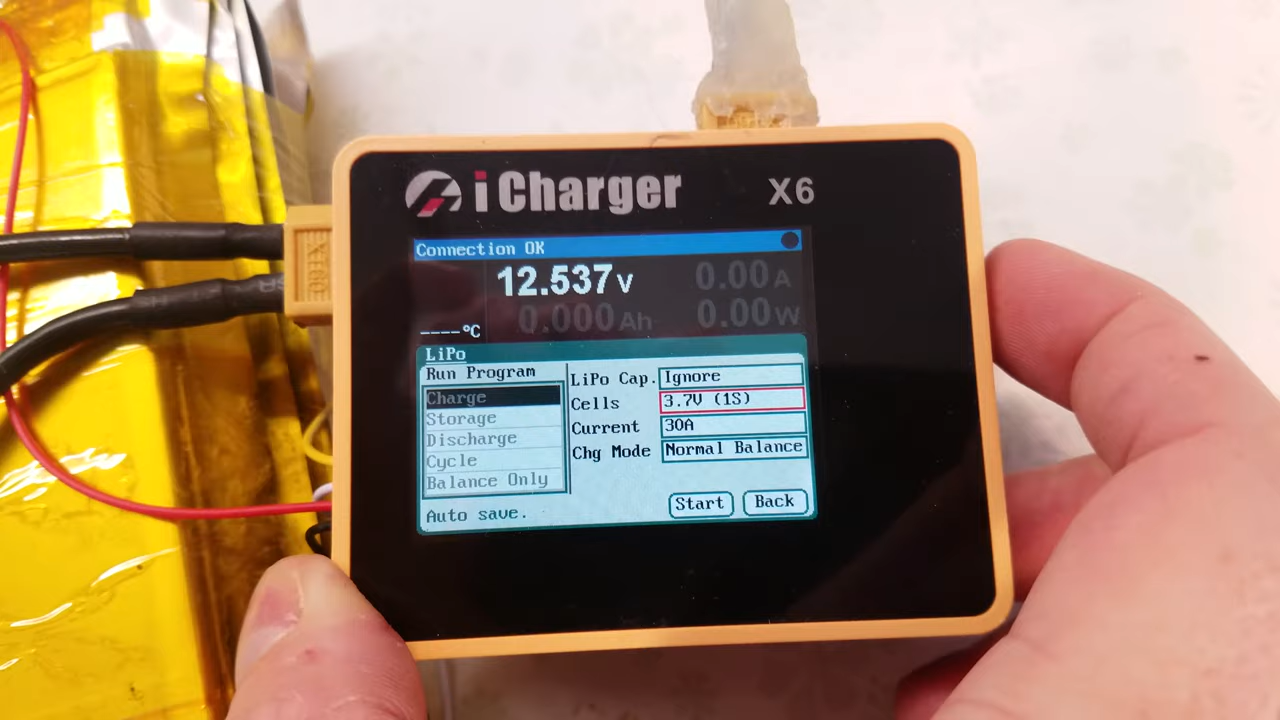 iCharger X6
Connection OK
12.537V 0.00A
----°C 0.000Ah 0.00W
LiPo
Run Program
Charge
Storage
Discharge
Cycle
Balance Only
LiPo Cap. Ignore
Cells 3.7V (1S)
Current 30A
Chg Mode Normal Balance
Auto save. Start Back
XT60E